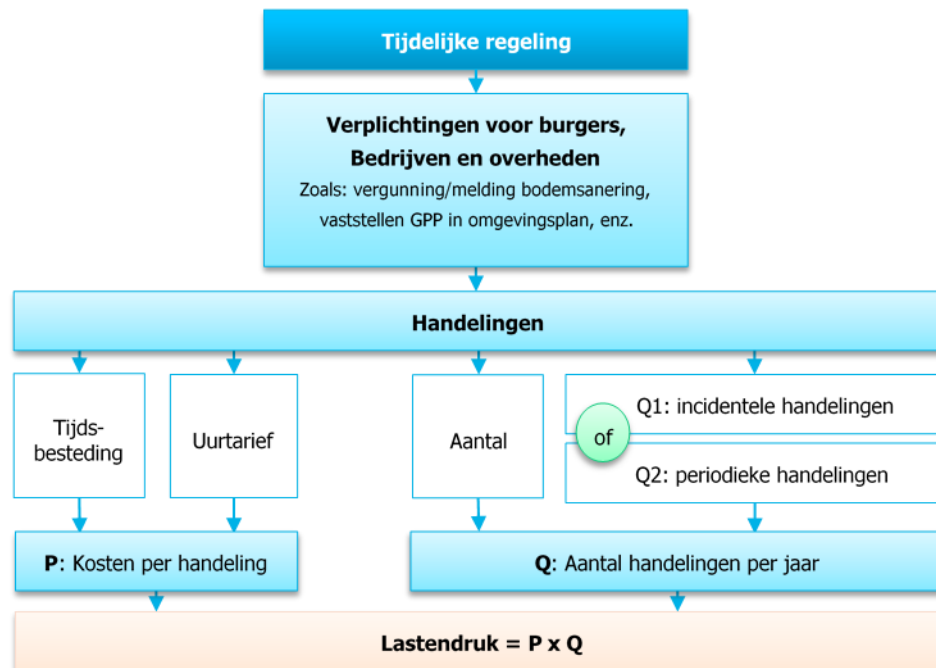 Tijdelijke regeling
Verplichtingen voor burgers,
Bedrijven en overheden
Zoals: vergunning/melding bodemsanering,
vaststellen GPP in omgevingsplan, enz.
Handelingen
Tijds-
besteding
Uurtarief
Aantal
Q1: incidentele handelingen
of
Q2: periodieke handelingen
P: Kosten per handeling
Q: Aantal handelingen per jaar
Lastendruk = P x Q